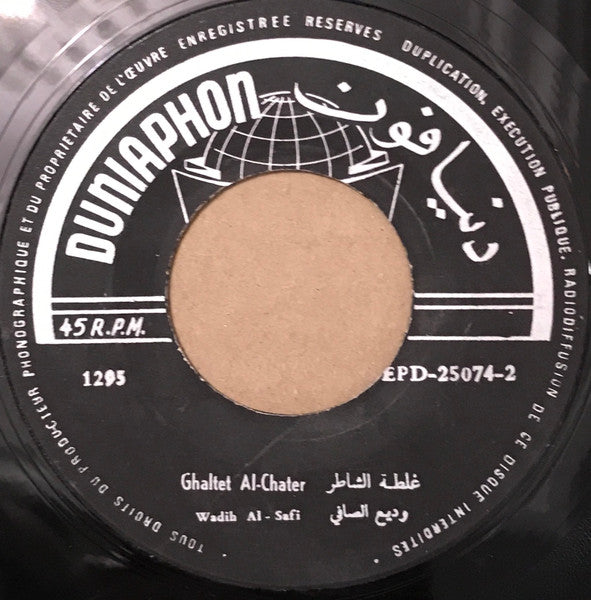 TOUS DROITS DU PRODUCTEUR PHONOGRAPHIQUE ET DU PROPRIETAIRE DE L'ŒUVRE ENREGISTREE RESERVES DUPLICATION, EXECUTION PUBLIQUE, RADIODIFFUSION DE CE DISQUE INTERDITES
DUNIAPHON دنيافون
45 R.P.M.
1295 EPD-25074-2
Ghaltet Al-Chater غلطة الشاطر
Wadih Al-Safi وديع الصافي